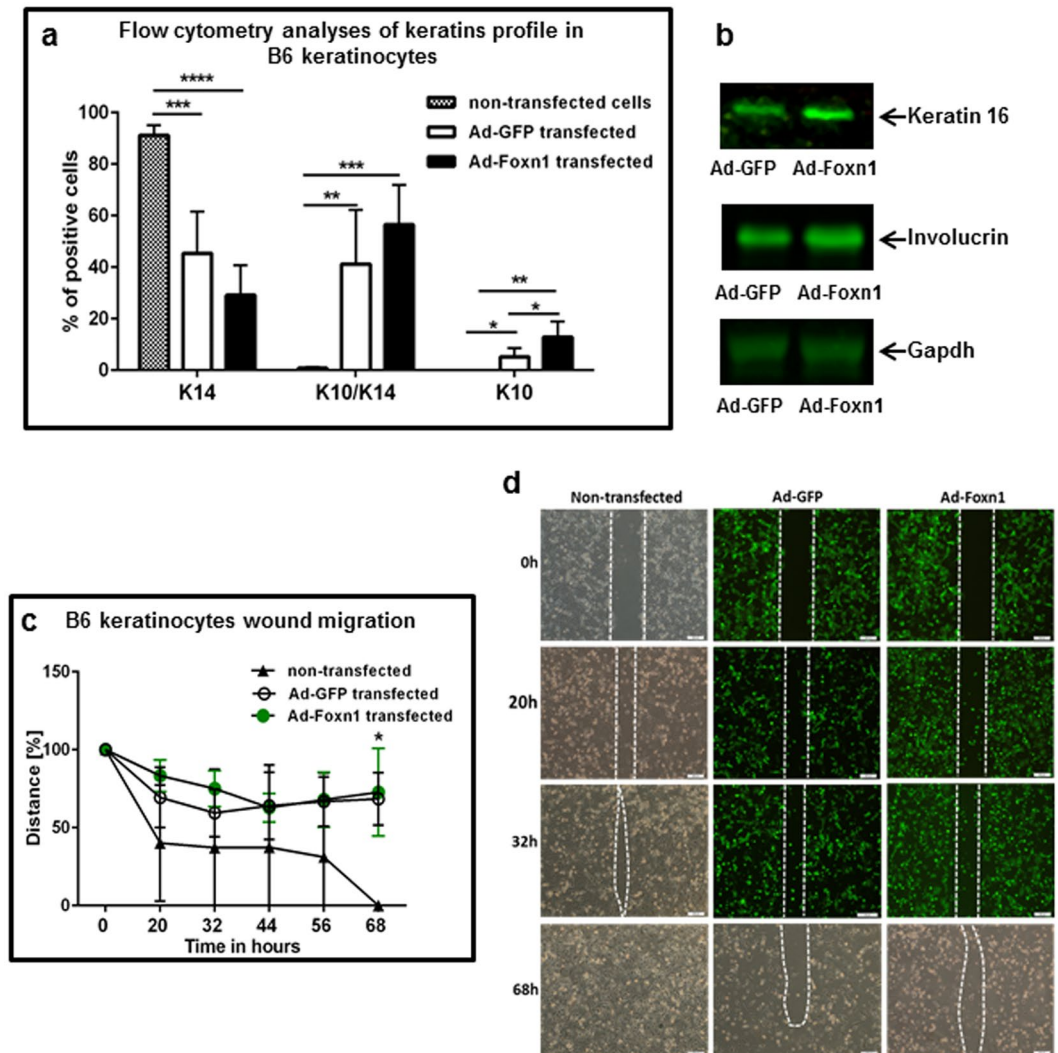 a
Flow cytometry analyses of keratins profile in
B6 keratinocytes
****
***
***
**
**
*
*
non-transfected cells
Ad-GFP transfected
Ad-Foxn1 transfected
% of positive cells
100
80
60
40
20
0
K14 K10/K14 K10
b
Keratin 16
Ad-GFP Ad-Foxn1
Involucrin
Ad-GFP Ad-Foxn1
Gapdh
Ad-GFP Ad-Foxn1
c B6 keratinocytes wound migration
non-transfected
Ad-GFP transfected
Ad-Foxn1 transfected
*
Distance [%]
150
100
50
0
0 20 32 44 56 68
Time in hours
d
Non-transfected Ad-GFP Ad-Foxn1
0h
20h
32h
68h